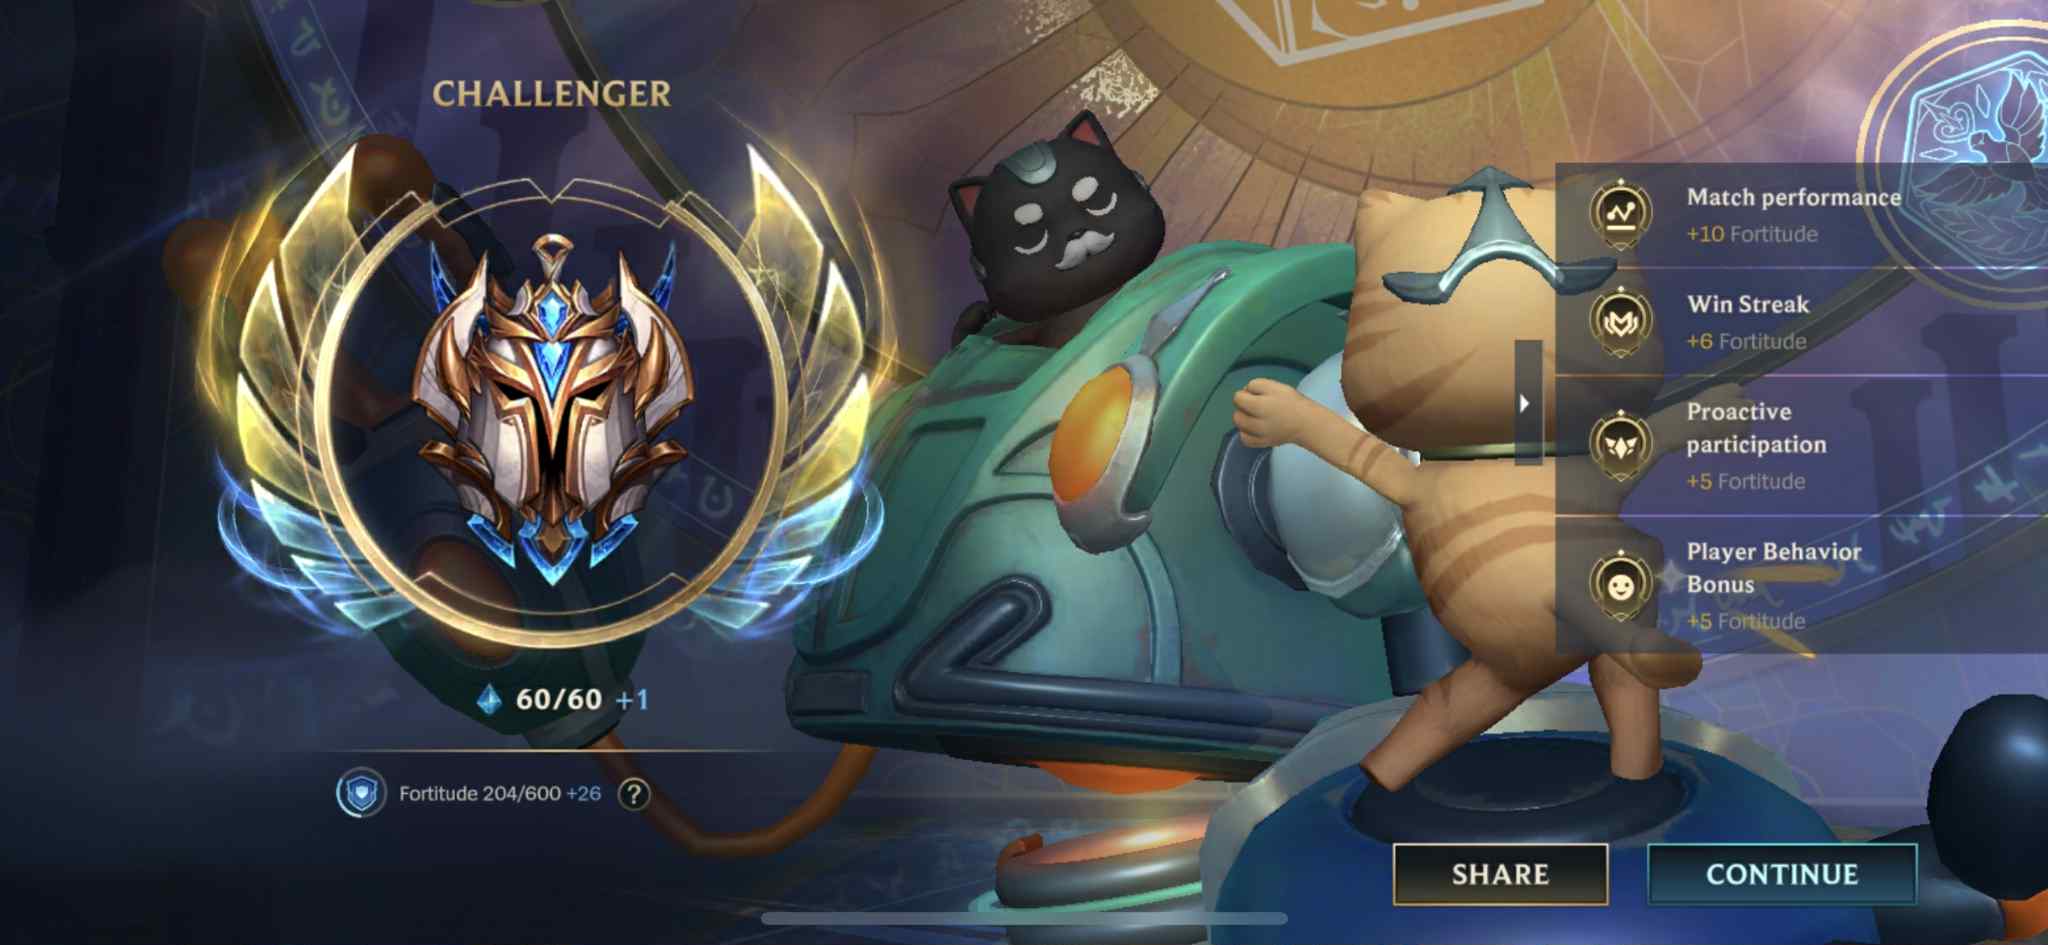 CHALLENGER
60/60 +1
Fortitude 204/600 +26 ?
Match performance
+10 Fortitude
Win Streak
+6 Fortitude
Proactive
participation
+5 Fortitude
Player Behavior
Bonus
+5 Fortitude
SHARE
CONTINUE